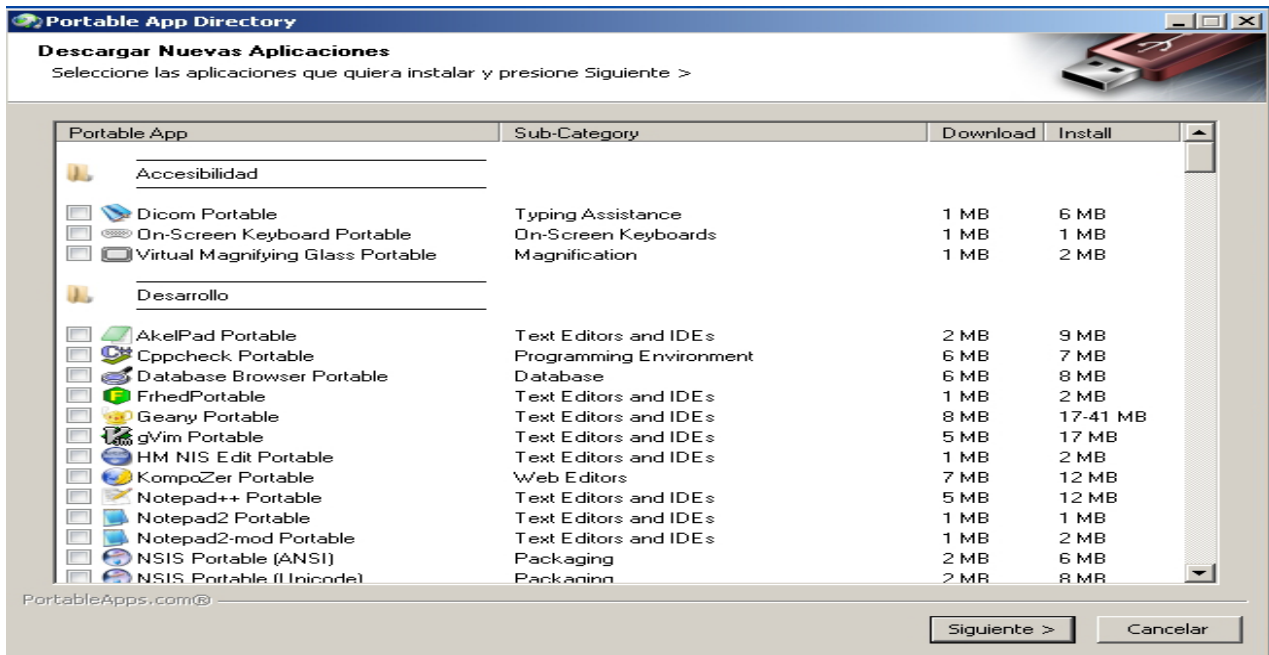 Portable App Directory
Descargar Nuevas Aplicaciones
Seleccione las aplicaciones que quiera instalar y presione Siguiente >
Portable App Sub-Category Download Install
Accesibilidad
Dicom Portable Typing Assistance 1 MB 6 MB
On-Screen Keyboard Portable On-Screen Keyboards 1 MB 1 MB
Virtual Magnifying Glass Portable Magnification 1 MB 2 MB
Desarrollo
AkelPad Portable Text Editors and IDEs 2 MB 9 MB
Cppcheck Portable Programming Environment 6 MB 7 MB
Database Browser Portable Database 6 MB 8 MB
FrhedPortable Text Editors and IDEs 1 MB 2 MB
Geany Portable Text Editors and IDEs 8 MB 17-41 MB
gVim Portable Text Editors and IDEs 5 MB 17 MB
HM NIS Edit Portable Text Editors and IDEs 1 MB 2 MB
KompoZer Portable Web Editors 7 MB 12 MB
Notepad++ Portable Text Editors and IDEs 5 MB 12 MB
Notepad2 Portable Text Editors and IDEs 1 MB 1 MB
Notepad2-mod Portable Text Editors and IDEs 1 MB 2 MB
NSIS Portable (ANSI) Packaging 2 MB 6 MB
NSIS Portable (Unicode) Packaging 2 MB 8 MB
PortableApps.com®
Siguiente > Cancelar